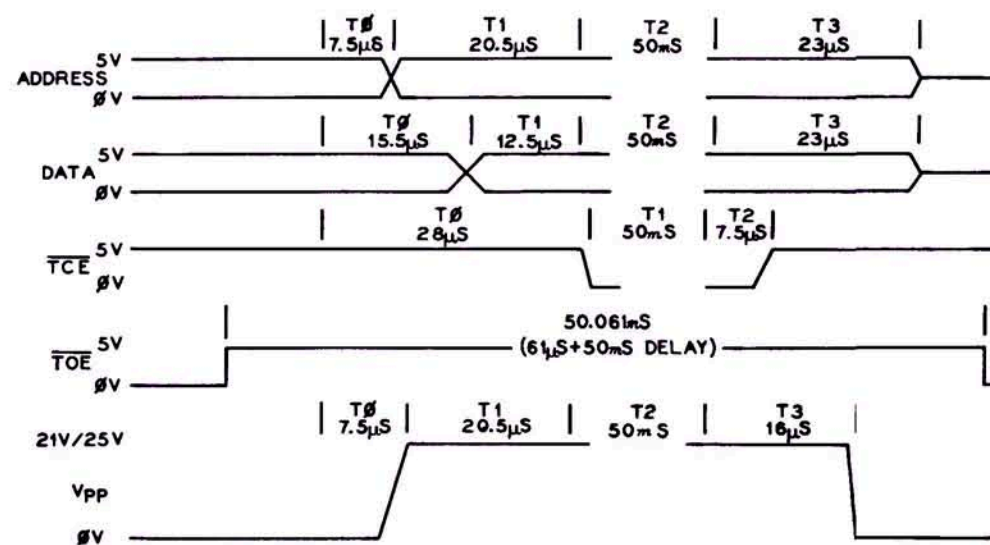 TØ T1 T2 T3
7.5µS 20.5µS 50mS 23µS
5V
ADDRESS
ØV
TØ T1 T2 T3
15.5µS 12.5µS 50mS 23µS
5V
DATA
ØV
TØ T1 T2
28µS 50mS 7.5µS
5V
TCE
ØV
50.061mS
5V
TOE (61µS+50mS DELAY)
ØV
TØ T1 T2 T3
7.5µS 20.5µS 50mS 16µS
21V/25V
VPP
ØV